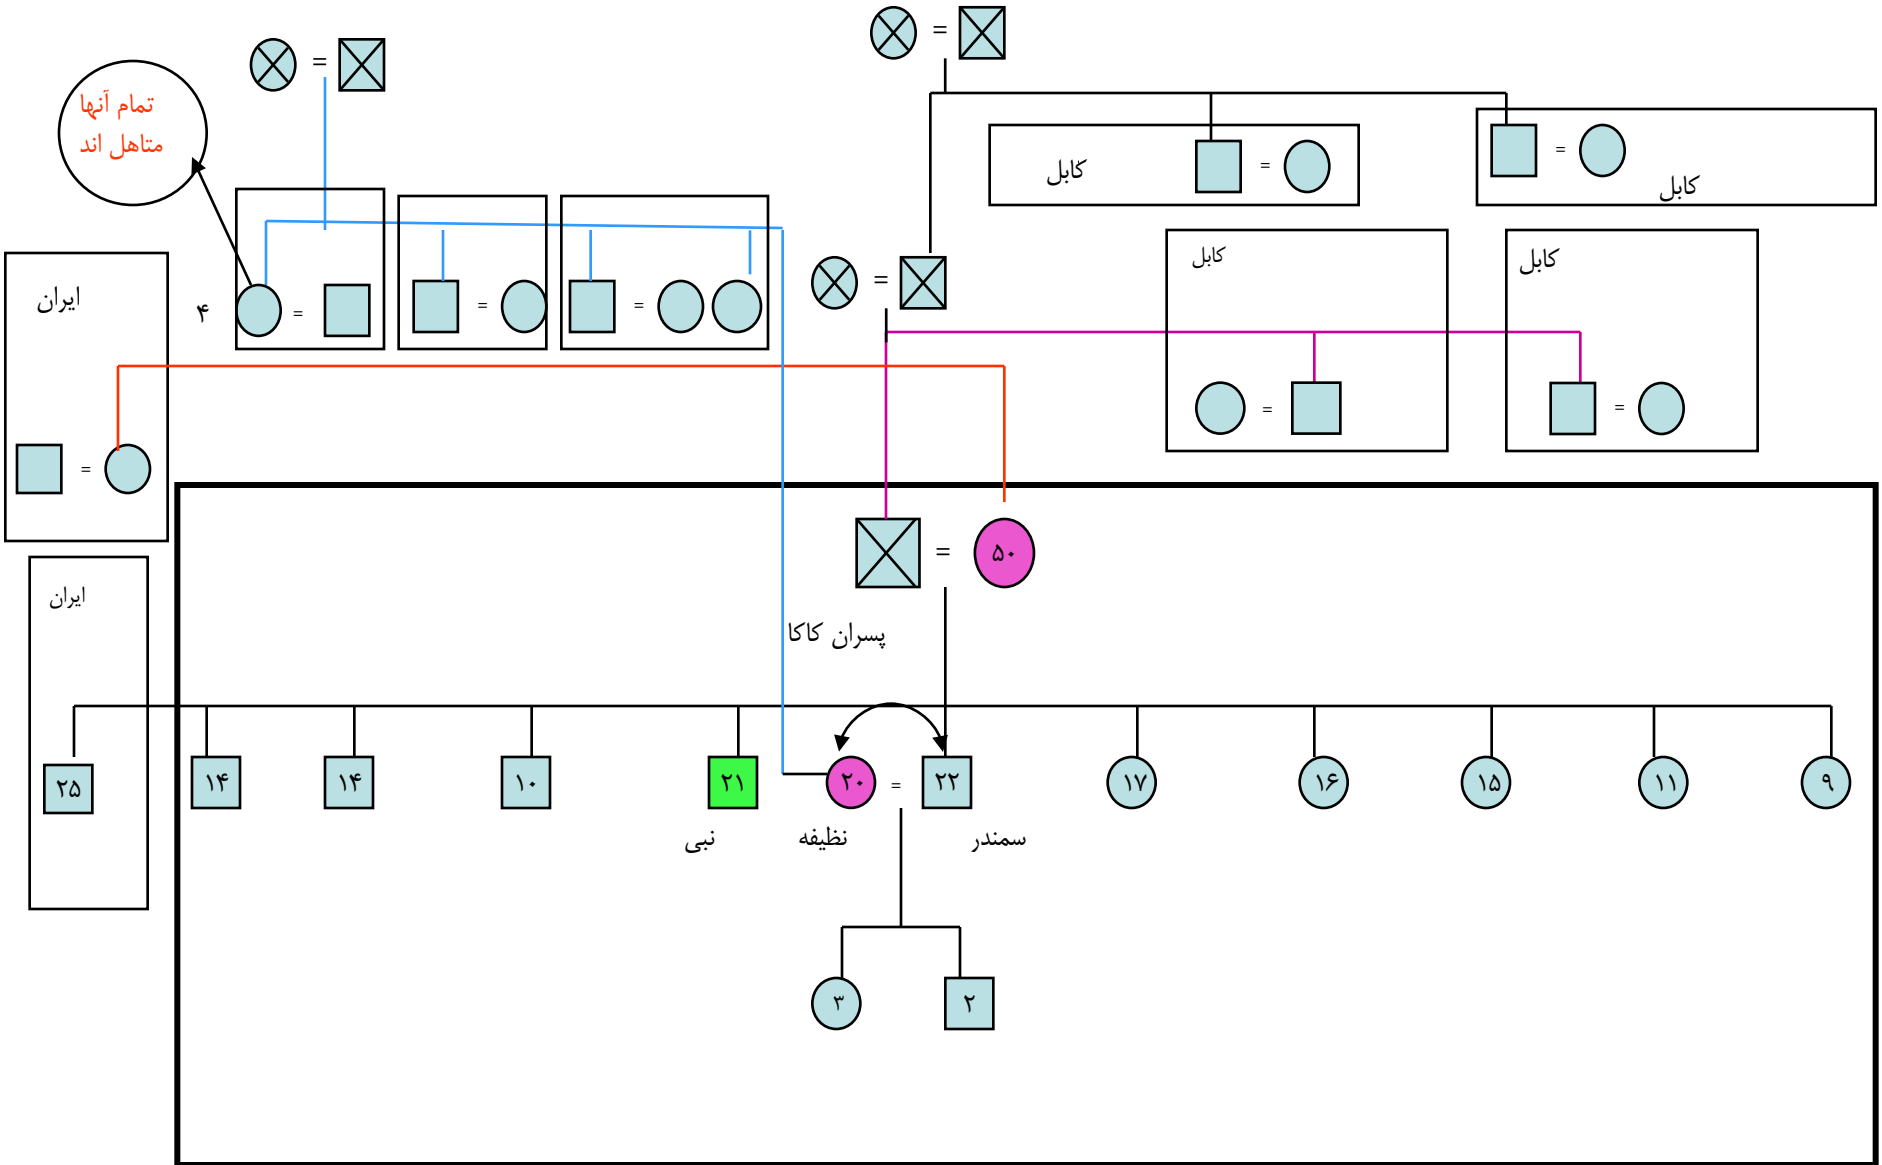 =
=
تمام آنها
متاهل اند
= کابل
=
کابل
کابل
کابل
ایران
۴
=
=
=
=
=
=
=
=
۵۰
ایران
پسران کاکا
۲۵
۱۴
۱۴
۱۰
۲۱
۲۰
=
۲۲
۱۷
۱۶
۱۵
۱۱
۹
نبی
نظیفه
سمندر
۳
۲